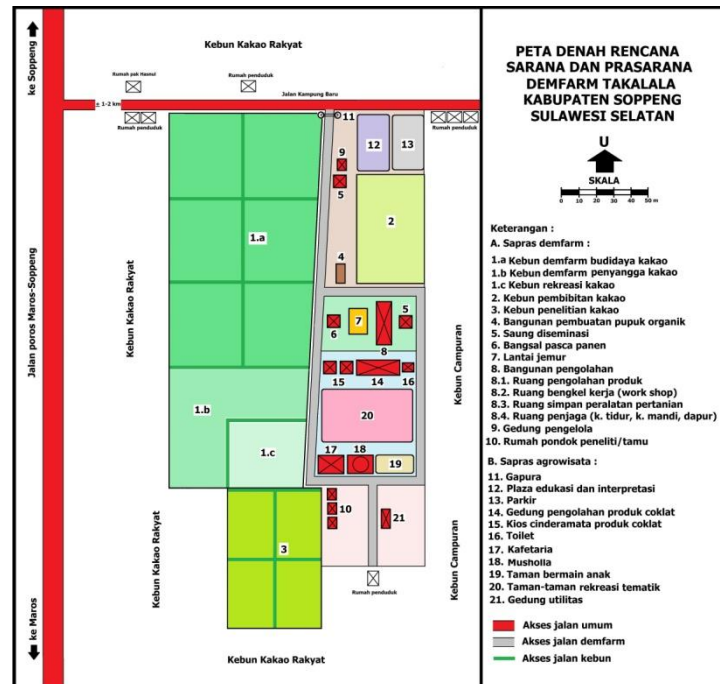 ke Soppeng
Jalan poros Maros-Soppeng
ke Maros
Kebun Kakao Rakyat
Rumah pak Hasnul
Rumah penduduk
Jalan Kampung Baru
± 1-2 km
Rumah penduduk
Rumah penduduk
11
12
13
9
5
2
1.a
4
Kebun Kakao Rakyat
6
7
8
5
Kebun Campuran
15
14
16
1.b
20
1.c
17
18
19
10
21
3
Kebun Kakao Rakyat
Kebun Campuran
Rumah penduduk
Kebun Kakao Rakyat
PETA DENAH RENCANA
SARANA DAN PRASARANA
DEMFARM TAKALALA
KABUPATEN SOPPENG
SULAWESI SELATAN
U
SKALA
0 10 20 30 40 50 m
Keterangan :
A. Sapras demfarm :
1.a Kebun demfarm budidaya kakao
1.b Kebun demfarm penyangga kakao
1.c Kebun rekreasi kakao
2. Kebun pembibitan kakao
3. Kebun penelitian kakao
4. Bangunan pembuatan pupuk organik
5. Saung diseminasi
6. Bangsal pasca panen
7. Lantai jemur
8. Bangunan pengolahan
8.1. Ruang pengolahan produk
8.2. Ruang bengkel kerja (work shop)
8.3. Ruang simpan peralatan pertanian
8.4. Ruang penjaga (k. tidur, k. mandi, dapur)
9. Gedung pengelola
10. Rumah pondok peneliti/tamu
B. Sapras agrowisata :
11. Gapura
12. Plaza edukasi dan interpretasi
13. Parkir
14. Gedung pengolahan produk coklat
15. Kios cinderamata produk coklat
16. Toilet
17. Kafetaria
18. Musholla
19. Taman bermain anak
20. Taman-taman rekreasi tematik
21. Gedung utilitas
Akses jalan umum
Akses jalan demfarm
Akses jalan kebun